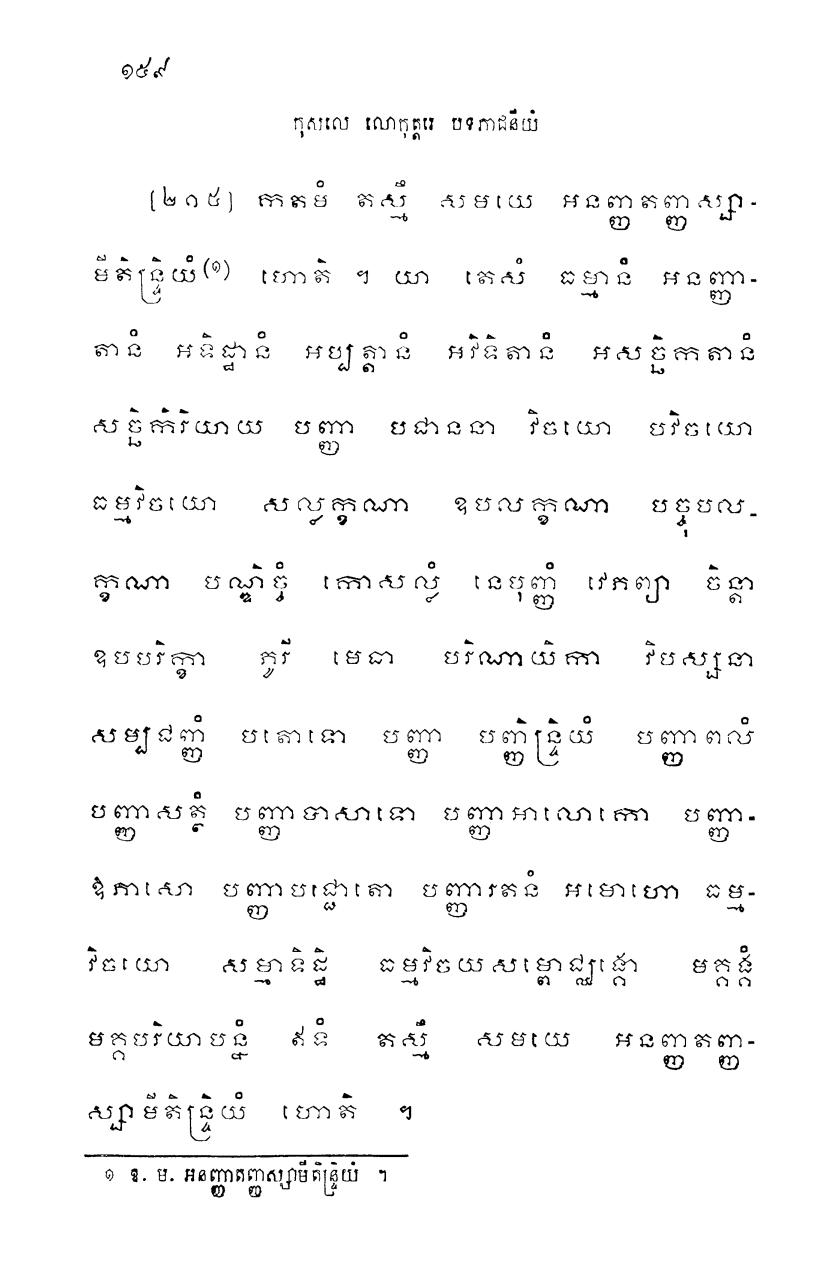 ១៥៩
កុសលេ លោកុត្តរេ បទភាជនីយំ
[២១៥] កតមំ តស្មឹ សមយេ អនញ្ញតញ្ញស្សា-
មីតិន្ទ្រិយំ(១) ហោតិ ។ យា តេសំ ធម្មានំ អនញ្ញា-
តានំ អទិដ្ឋានំ អប្បត្តានំ អវិទិតានំ អសច្ឆិកតានំ
សច្ឆិកិរិយាយ បញ្ញា បជាននា វិចយោ បវិចយោ
ធម្មវិចយោ សល្លក្ខណា ឧបលក្ខណា បច្ចុបល-
ក្ខណា បណ្ឌិច្ចំ កោសល្លំ នេបុញ្ញំ វេភព្យា ចិន្តា
ឧបបរិក្ខា ភូរី មេធា បរិណាយិកា វិបស្សនា
សម្បជញ្ញំ បតោទោ បញ្ញា បញ្ញិន្ទ្រិយំ បញ្ញាពលំ
បញ្ញាសត្ថំ បញ្ញាបាសាទោ បញ្ញាអាលោកោ បញ្ញា-
ឱភាសោ បញ្ញាបជ្ជោតោ បញ្ញារតនំ អមោហោ ធម្ម-
វិចយោ សម្មាទិដ្ឋិ ធម្មវិចយសម្ពោជ្ឈង្គោ មគ្គង្គំ
មគ្គបរិយាបន្នំ ឥទំ តស្មឹ សមយេ អនញ្ញតញ្ញ-
ស្សាមីតិន្ទ្រិយំ ហោតិ ។
១ ឱ. ម. អនញ្ញាតញ្ញស្សាមីតិន្ទ្រិយំ ។